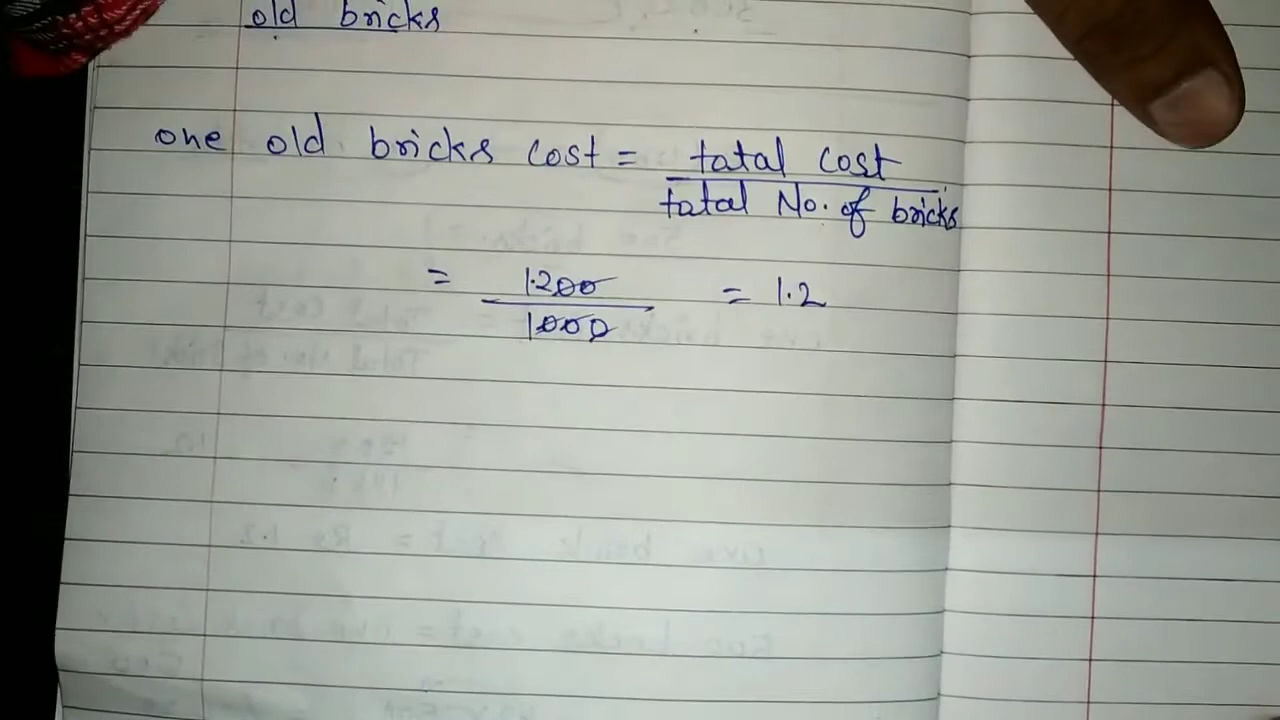 old bricks
one old bricks cost = tatal cost
tatal No. of bricks
= 1200 = 1.2
1000